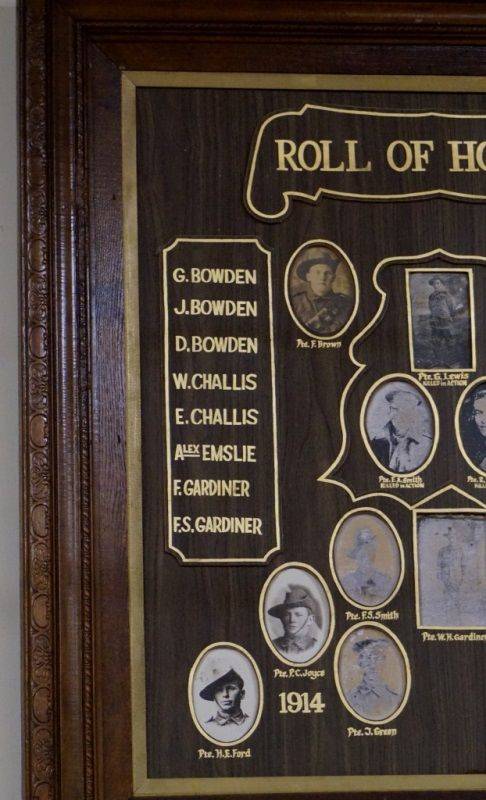 ROLL OF HO
G. BOWDEN
J. BOWDEN
D. BOWDEN
W. CHALLIS
E. CHALLIS
ALEX EMSLIE
F. GARDINER
F.S. GARDINER
Pte. F. Brown
Pte. G. Lewis
KILLED IN ACTION
Pte. F.A. Smith
KILLED IN ACTION
Pte. F.S. Smith
Pte. W.H. Gardiner
Pte. P.C. Joyce
1914
Pte. J. Green
Pte. H.E. Ford